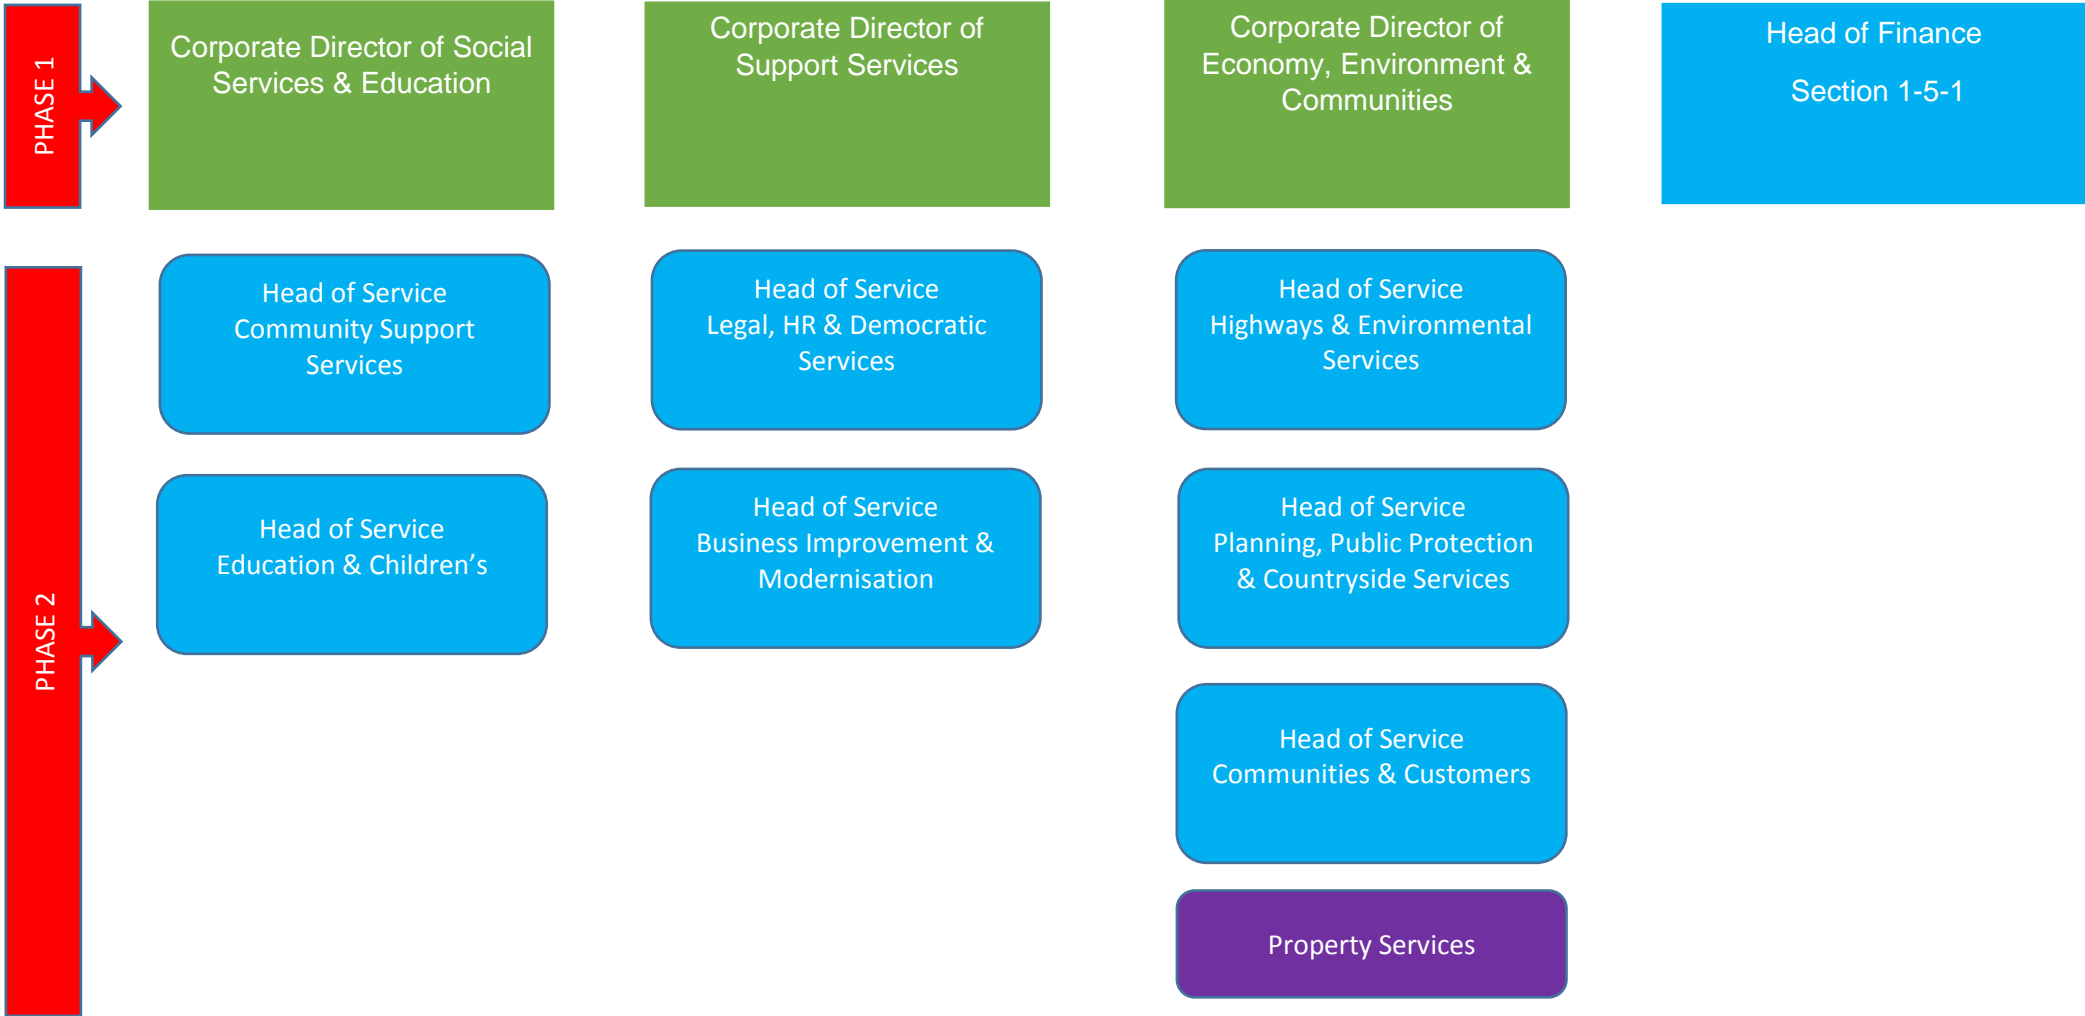 PHASE 1
Corporate Director of Social
Services & Education
Corporate Director of
Support Services
Corporate Director of
Economy, Environment &
Communities
Head of Finance
Section 1-5-1
PHASE 2
Head of Service
Community Support
Services
Head of Service
Legal, HR & Democratic
Services
Head of Service
Highways & Environmental
Services
Head of Service
Education & Children’s
Head of Service
Business Improvement &
Modernisation
Head of Service
Planning, Public Protection
& Countryside Services
Head of Service
Communities & Customers
Property Services